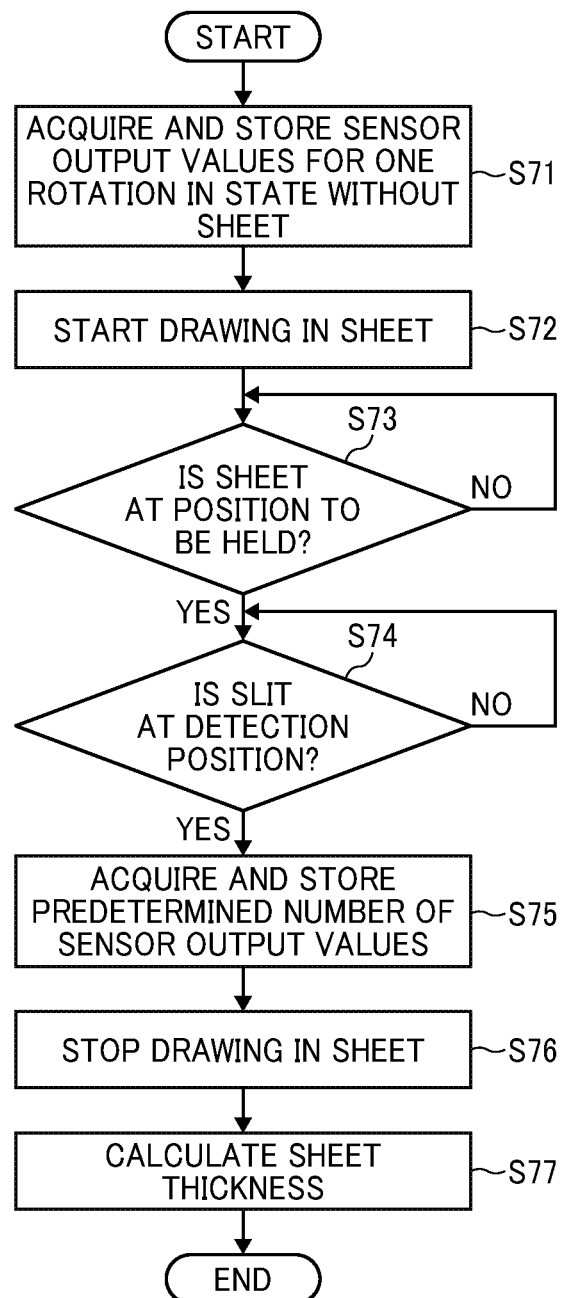 START
ACQUIRE AND STORE SENSOR
OUTPUT VALUES FOR ONE
ROTATION IN STATE WITHOUT
SHEET
S71
START DRAWING IN SHEET
S72
S73
IS SHEET
AT POSITION TO
BE HELD?
NO
YES
S74
IS SLIT
AT DETECTION
POSITION?
NO
YES
ACQUIRE AND STORE
PREDETERMINED NUMBER OF
SENSOR OUTPUT VALUES
S75
STOP DRAWING IN SHEET
S76
CALCULATE SHEET
THICKNESS
S77
END